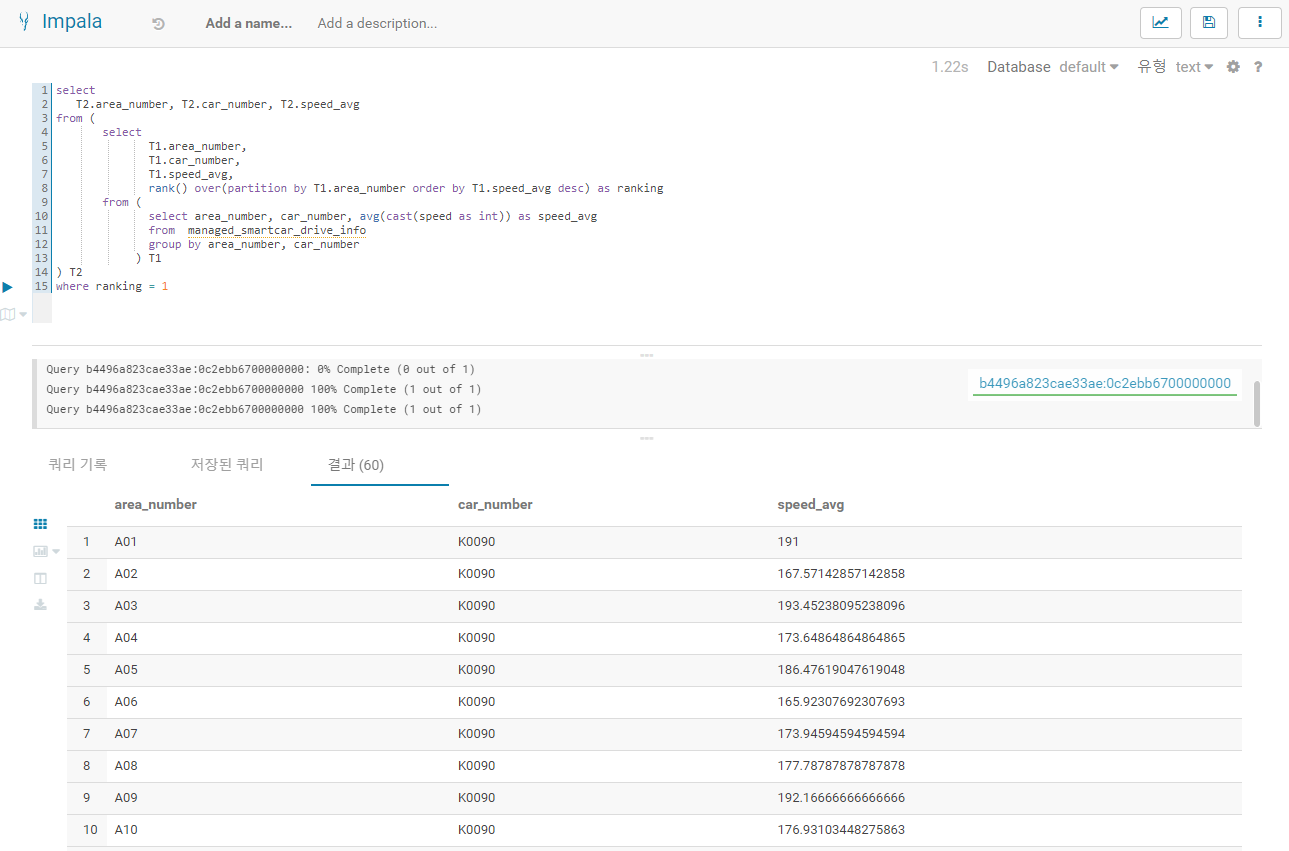 Impala Add a name... Add a description...
1.22s Database default 유형 text ?
1 select
2 T2.area_number, T2.car_number, T2.speed_avg
3 from (
4 select
5 T1.area_number,
6 T1.car_number,
7 T1.speed_avg,
8 rank() over(partition by T1.area_number order by T1.speed_avg desc) as ranking
9 from (
10 select area_number, car_number, avg(cast(speed as int)) as speed_avg
11 from managed_smartcar_drive_info
12 group by area_number, car_number
13 ) T1
14 ) T2
15 where ranking = 1
Query b4496a823cae33ae:0c2ebb6700000000: 0% Complete (0 out of 1)
Query b4496a823cae33ae:0c2ebb6700000000 100% Complete (1 out of 1)
Query b4496a823cae33ae:0c2ebb6700000000 100% Complete (1 out of 1)
b4496a823cae33ae:0c2ebb6700000000
쿼리 기록 저장된 쿼리 결과 (60)
area_number car_number speed_avg
1 A01 K0090 191
2 A02 K0090 167.57142857142858
3 A03 K0090 193.45238095238096
4 A04 K0090 173.64864864864865
5 A05 K0090 186.47619047619048
6 A06 K0090 165.92307692307693
7 A07 K0090 173.94594594594594
8 A08 K0090 177.78787878787878
9 A09 K0090 192.16666666666666
10 A10 K0090 176.93103448275863